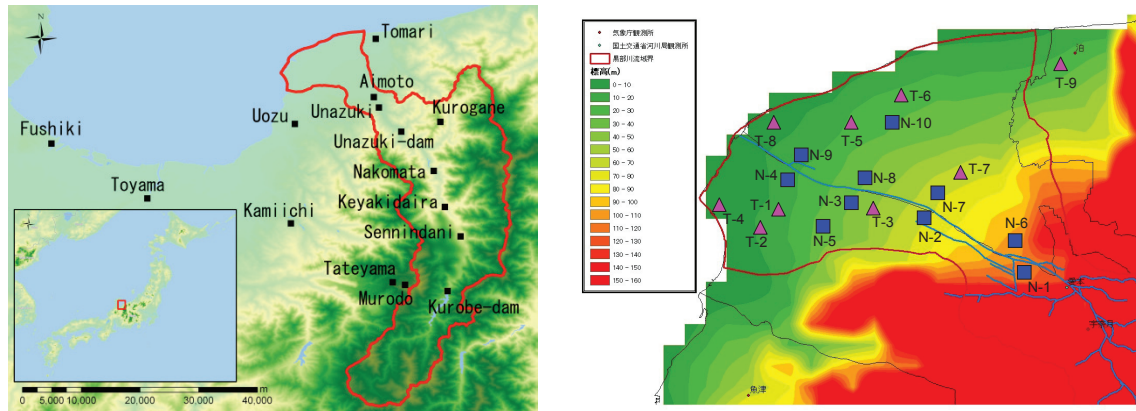 N
Tomari
Aimoto
Unazuki
Kurogane
Uozu
Fushiki
Unazuki-dam
Nakomata
Toyama
Keyakidaira
Kamiichi
Sennindani
Tateyama
Murodo
Kurobe-dam
m
0 5,000 10,000 20,000 30,000 40,000
気象庁観測所
国土交通省河川局観測所
黒部川流域界
標高(m)
0-10
10-20
20-30
30-40
40-50
50-60
60-70
70-80
80-90
90-100
100-110
110-120
120-130
130-140
140-150
150-160
泊
T-9
T-6
T-8
T-5
N-10
N-9
N-4
N-8
T-7
T-4
T-1
N-3
T-3
N-7
T-2
N-5
N-2
N-6
N-1
宇奈月
魚津